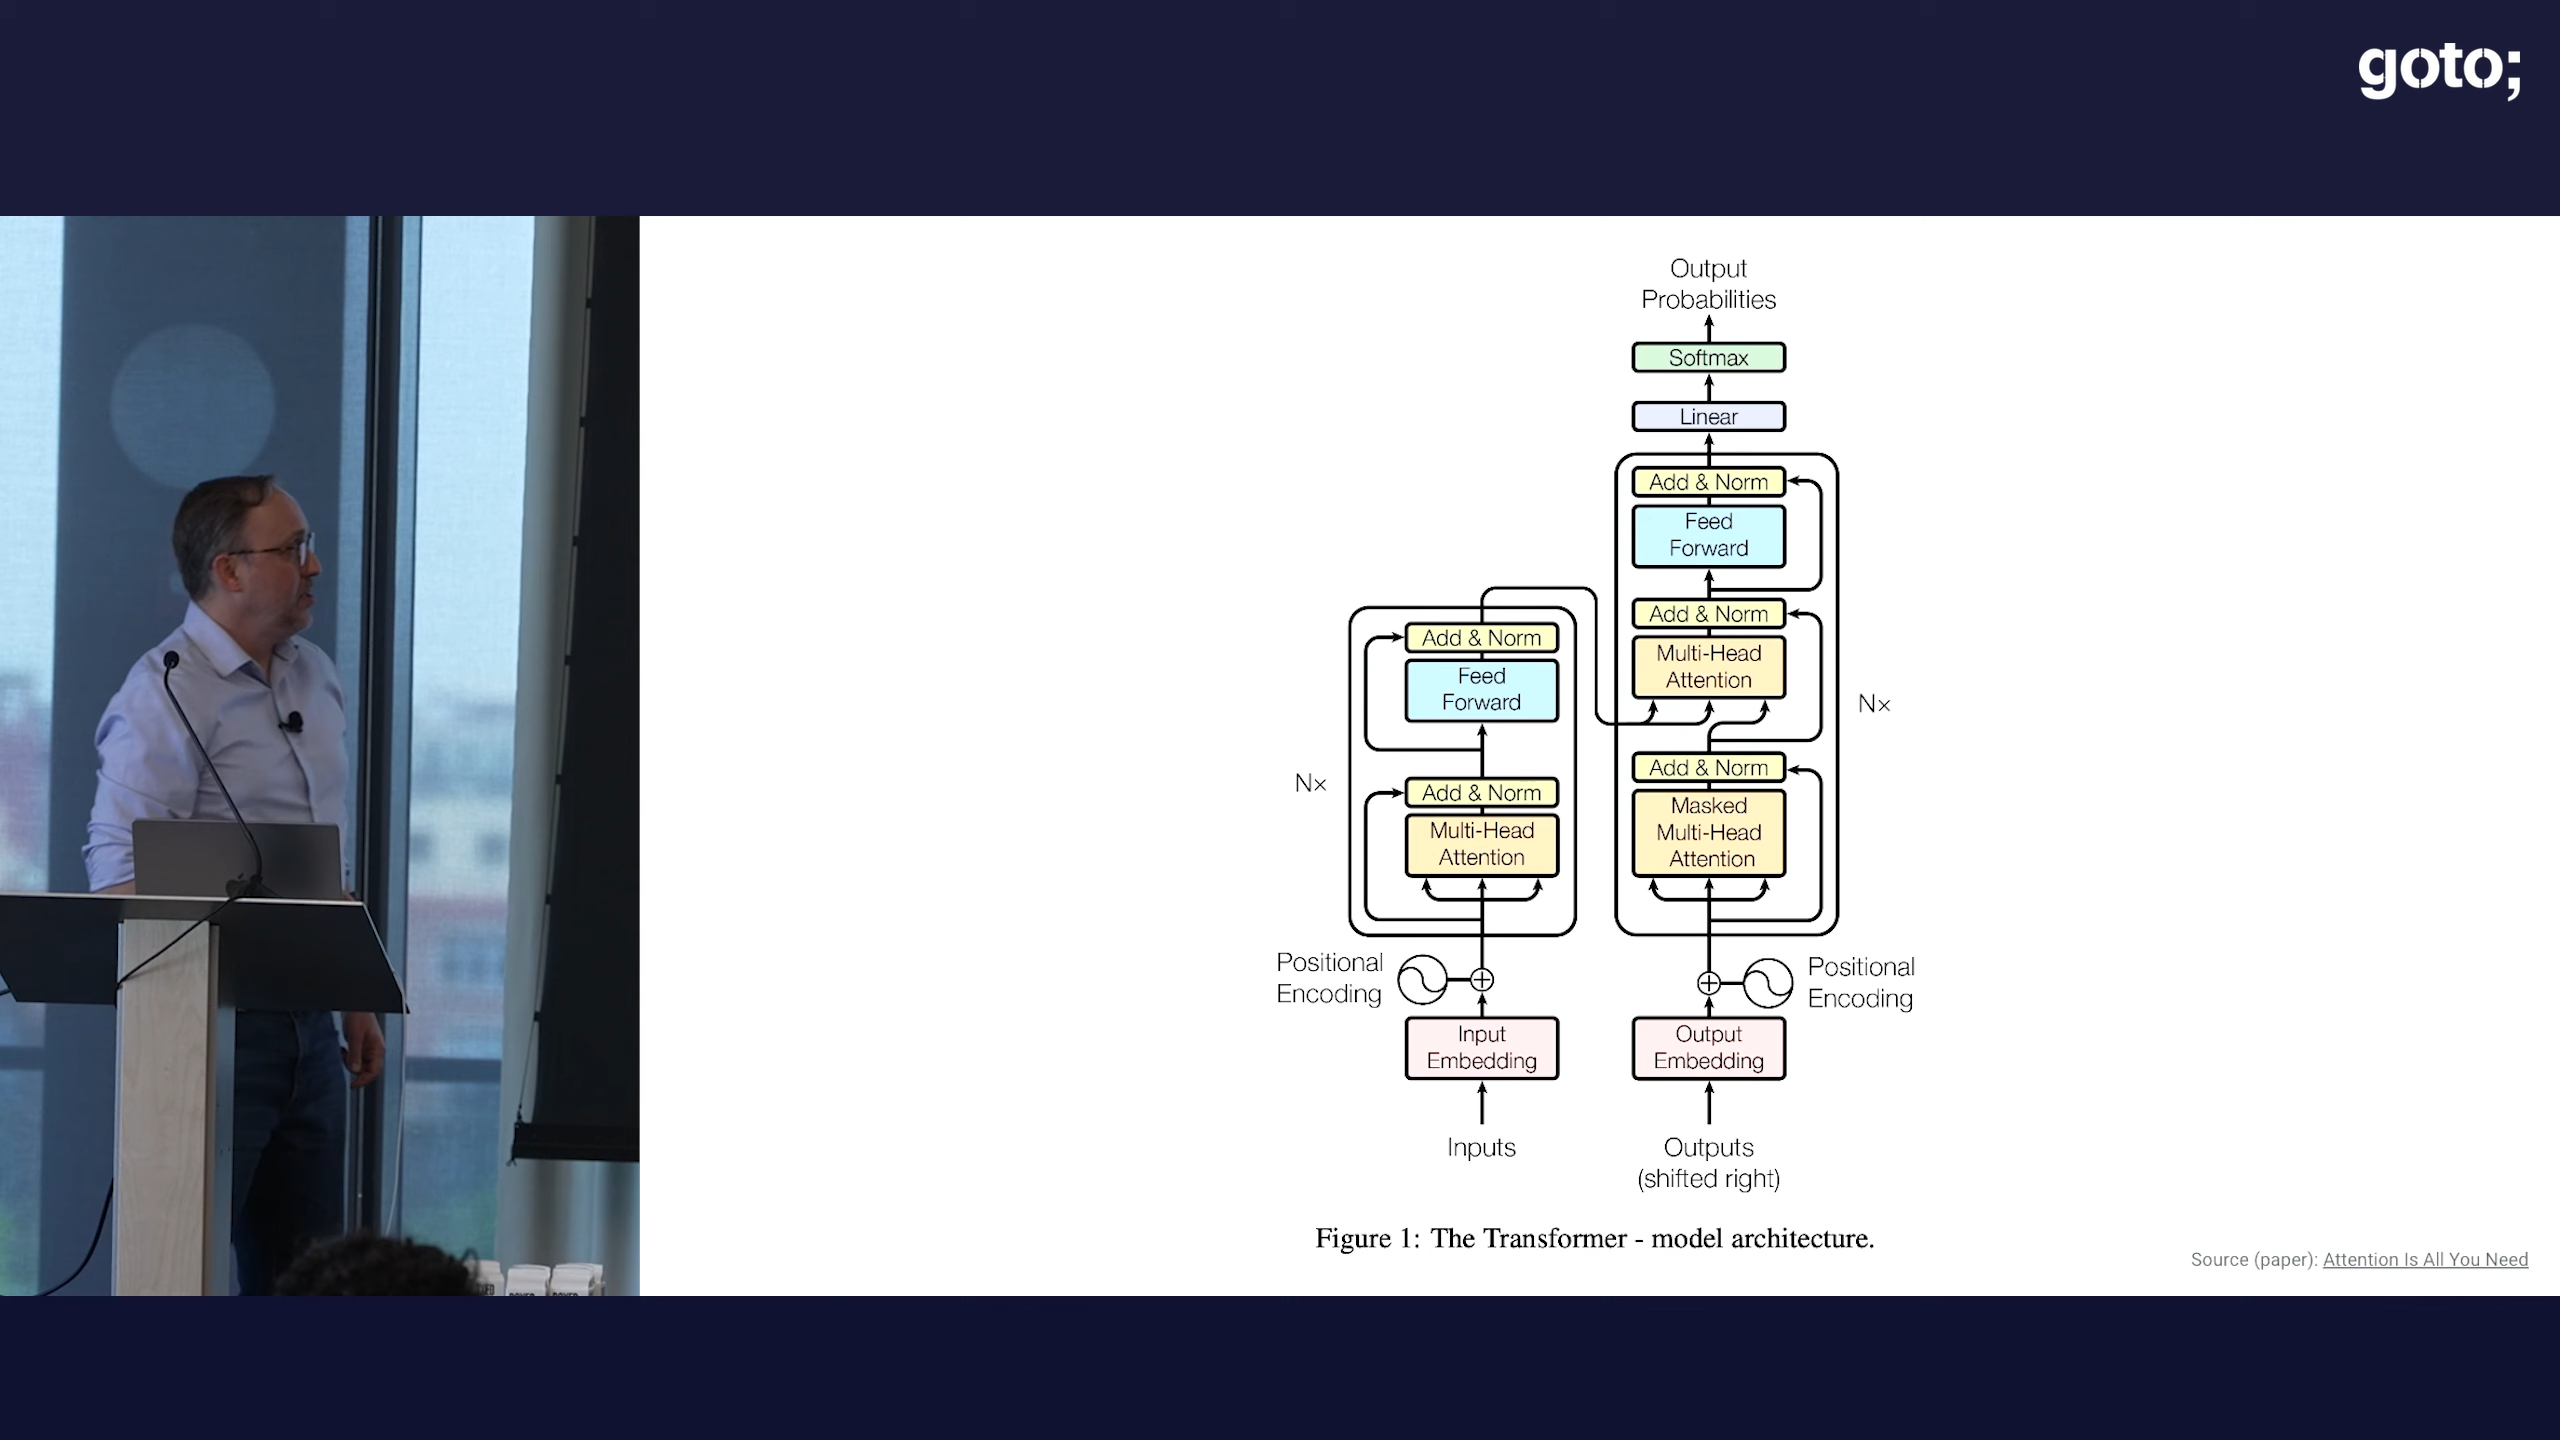 goto;
Output
Probabilities
Softmax
Linear
Add & Norm
Feed
Forward
Add & Norm
Multi-Head
Attention
Nx
Add & Norm
Masked
Multi-Head
Attention
Add & Norm
Feed
Forward
Nx
Add & Norm
Multi-Head
Attention
Positional
Encoding
Positional
Encoding
Input
Embedding
Output
Embedding
Inputs
Outputs
(shifted right)
Figure 1: The Transformer - model architecture.
Source (paper): Attention Is All You Need